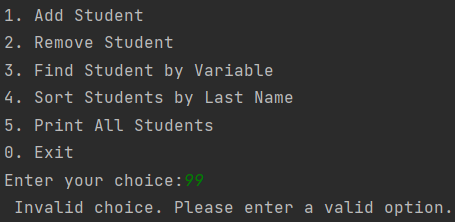 1. Add Student
2. Remove Student
3. Find Student by Variable
4. Sort Students by Last Name
5. Print All Students
0. Exit
Enter your choice:99
 Invalid choice. Please enter a valid option.